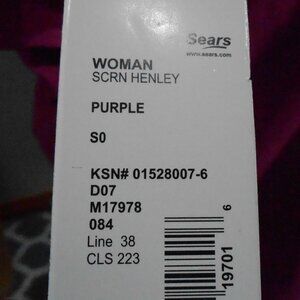 Sears
www.sears.com
WOMAN
SCRN HENLEY
PURPLE
S0
KSN# 01528007-6
D07
M17978
084
Line 38
CLS 223
6
19701